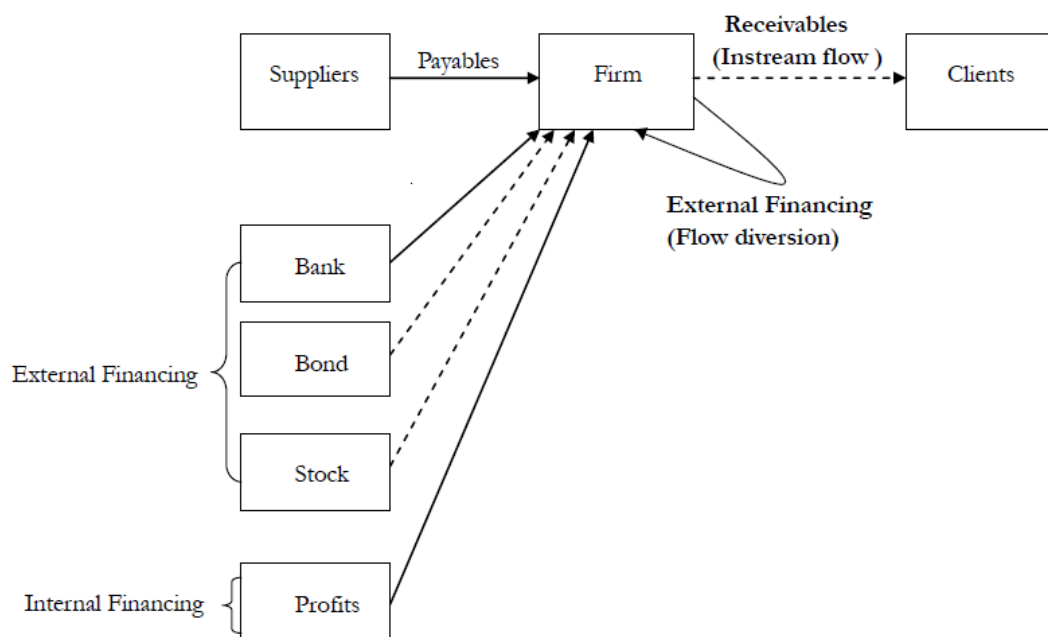 Receivables
(Instream flow )
Suppliers
Payables
Firm
Clients
External Financing
(Flow diversion)
Bank
Bond
External Financing
Stock
Internal Financing
Profits